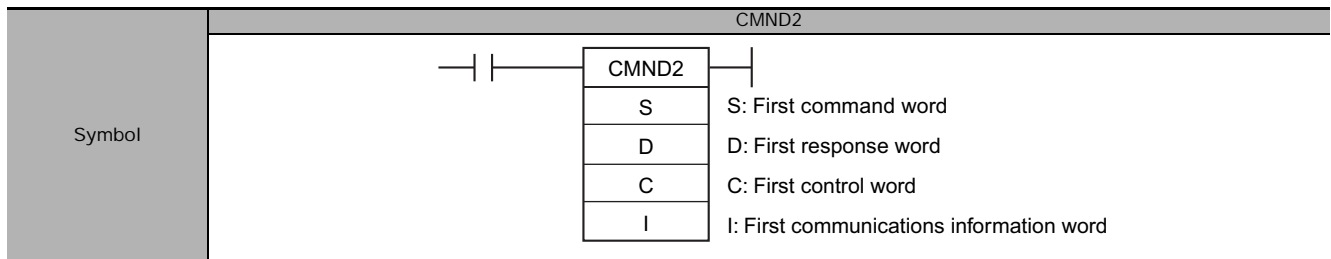 CMND2
Symbol
CMND2
S S: First command word
D D: First response word
C C: First control word
I I: First communications information word